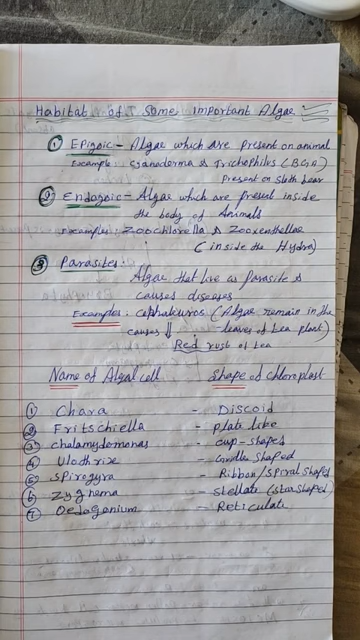 Habitat of some important Algae
① Epizoic - Algae which are present on animal
Example: Cyanoderma & Trichophilus (BGA)
Present on sloth bear
② Endozoic - Algae which are present inside
the body of Animals
Examples: Zoochlorella & Zooxanthellae
(inside the Hydra)
③ Parasites:
Algae that live as Parasite &
causes diseases
Examples: Cephaleuros (Algae remain in the
causes ⇓ leaves of tea plant)
Red rust of tea
Name of Algal cell Shape of chloroplast
① Chara - Discoid
② Fritschiella - plate like
③ Chalamydomonas - cup-shaped
④ Ulothrix - Girdle shaped
⑤ Spirogyra - Ribbon/spiral shaped
⑥ Zygnema - stellate (star shaped)
⑦ Oedogonium - Reticulate